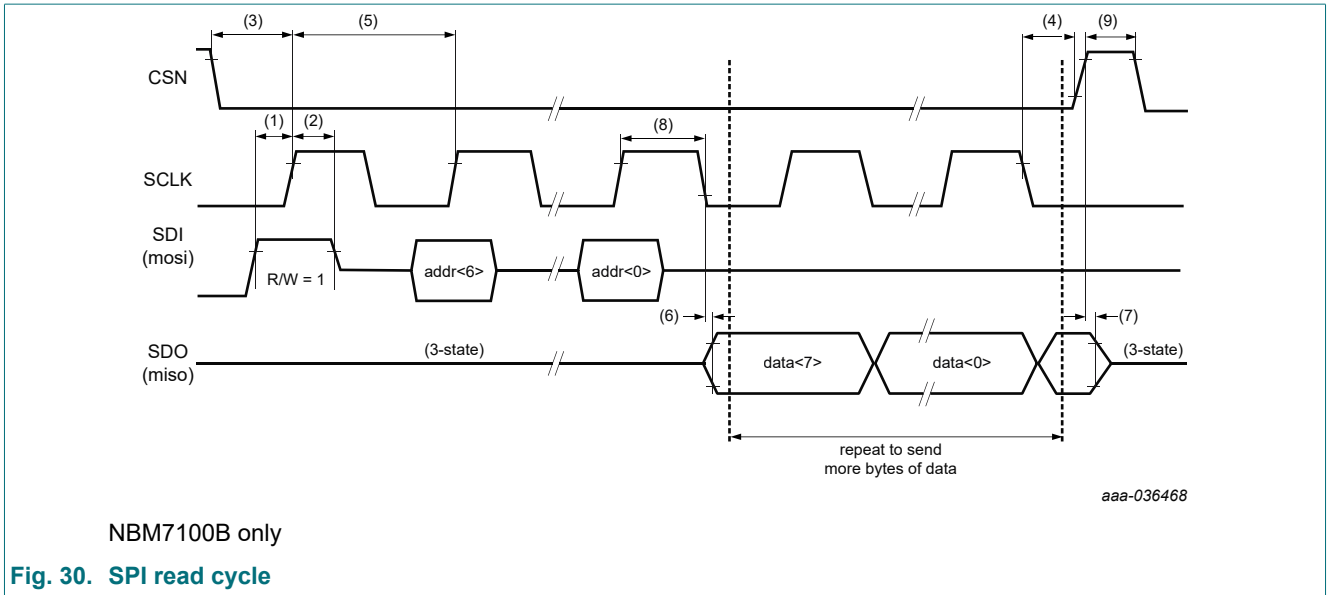 (3)
(5)
(4)
(9)
CSN
(1)
(2)
(8)
SCLK
SDI
(mosi)
R/W = 1
addr<6>
addr<0>
(6)
(7)
SDO
(miso)
(3-state)
data<7>
data<0>
(3-state)
repeat to send
more bytes of data
aaa-036468
NBM7100B only
Fig. 30. SPI read cycle